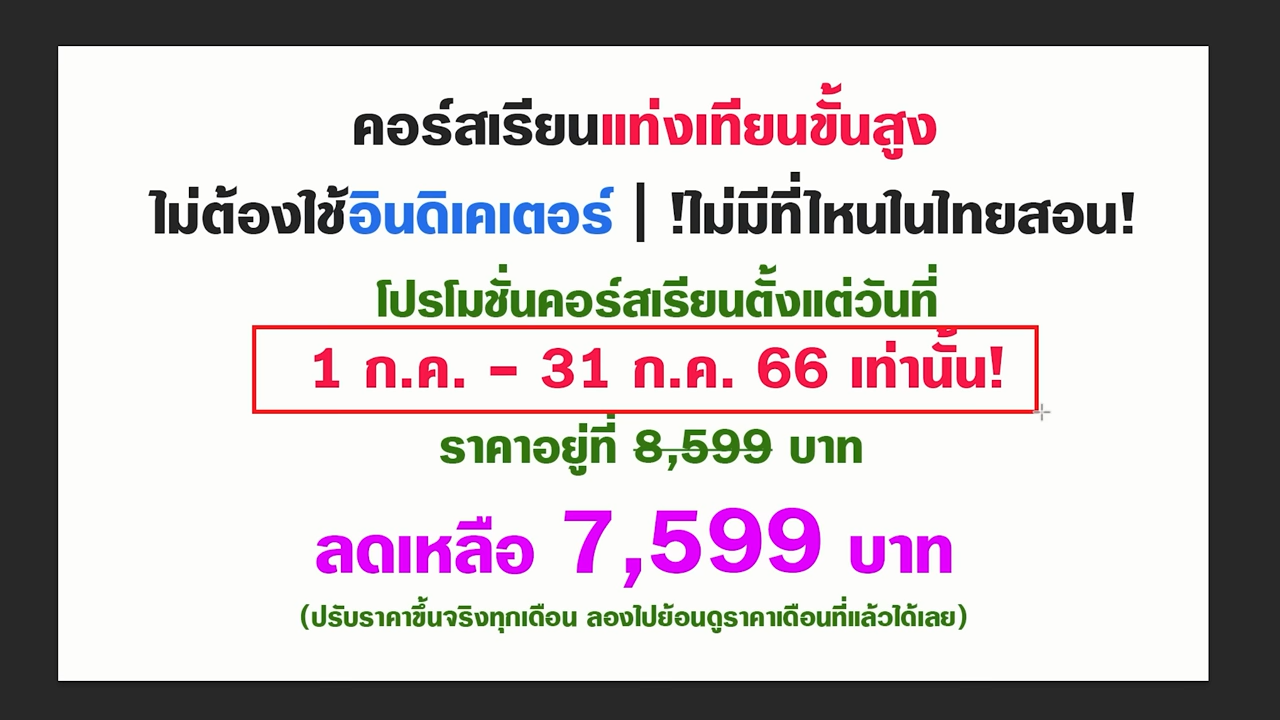 คอร์สเรียนแท่งเทียนขั้นสูง
ไม่ต้องใช้อินดิเคเตอร์ | !ไม่มีที่ไหนในไทยสอน!
โปรโมชั่นคอร์สเรียนตั้งแต่วันที่
1 ก.ค. - 31 ก.ค. 66 เท่านั้น!
ราคาอยู่ที่ 8,599 บาท
ลดเหลือ 7,599 บาท
(ปรับราคาขึ้นจริงทุกเดือน ลองไปย้อนดูราคาเดือนที่แล้วได้เลย)